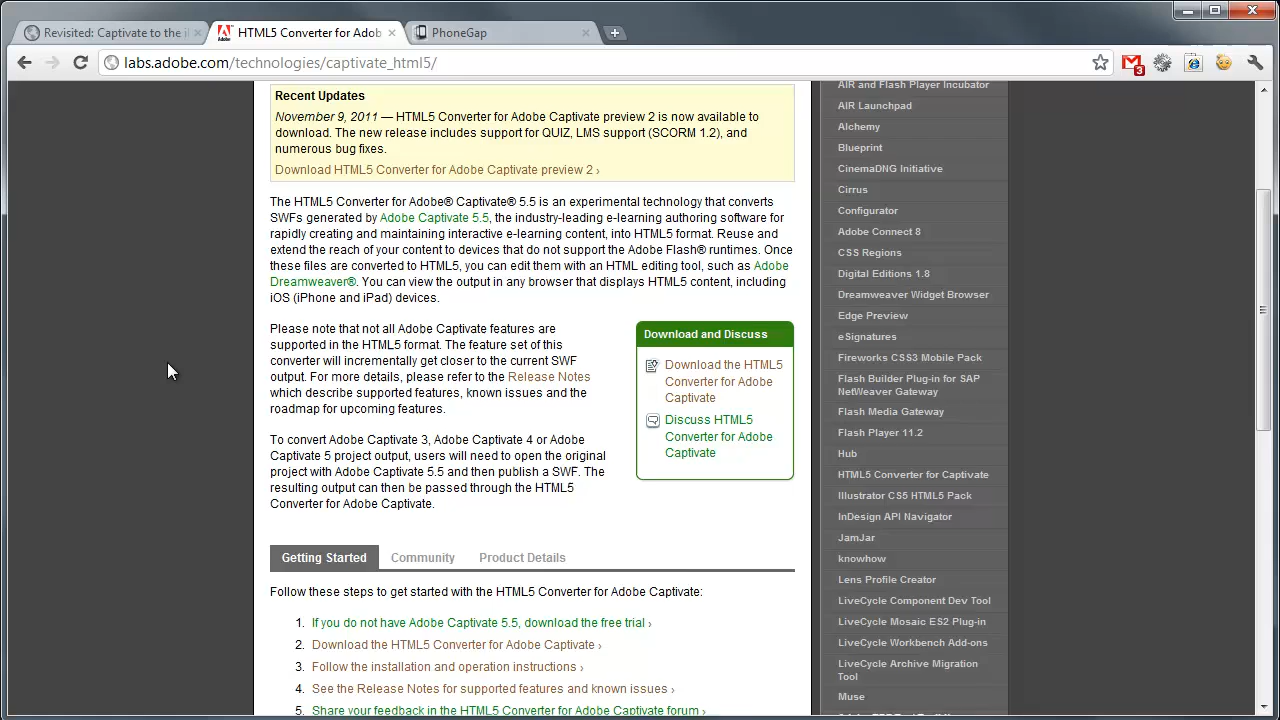 Revisited: Captivate to the i
HTML5 Converter for Adob
PhoneGap
labs.adobe.com/technologies/captivate_html5/
3
Recent Updates
November 9, 2011 — HTML5 Converter for Adobe Captivate preview 2 is now available to
download. The new release includes support for QUIZ, LMS support (SCORM 1.2), and
numerous bug fixes.
Download HTML5 Converter for Adobe Captivate preview 2 ›
The HTML5 Converter for Adobe® Captivate® 5.5 is an experimental technology that converts
SWFs generated by Adobe Captivate 5.5, the industry-leading e-learning authoring software for
rapidly creating and maintaining interactive e-learning content, into HTML5 format. Reuse and
extend the reach of your content to devices that do not support the Adobe Flash® runtimes. Once
these files are converted to HTML5, you can edit them with an HTML editing tool, such as Adobe
Dreamweaver®. You can view the output in any browser that displays HTML5 content, including
iOS (iPhone and iPad) devices.
Please note that not all Adobe Captivate features are
supported in the HTML5 format. The feature set of this
converter will incrementally get closer to the current SWF
output. For more details, please refer to the Release Notes
which describe supported features, known issues and the
roadmap for upcoming features.
To convert Adobe Captivate 3, Adobe Captivate 4 or Adobe
Captivate 5 project output, users will need to open the original
project with Adobe Captivate 5.5 and then publish a SWF. The
resulting output can then be passed through the HTML5
Converter for Adobe Captivate.
Download and Discuss
Download the HTML5
Converter for Adobe
Captivate
Discuss HTML5
Converter for Adobe
Captivate
Getting Started
Community
Product Details
Follow these steps to get started with the HTML5 Converter for Adobe Captivate:
1. If you do not have Adobe Captivate 5.5, download the free trial ›
2. Download the HTML5 Converter for Adobe Captivate ›
3. Follow the installation and operation instructions ›
4. See the Release Notes for supported features and known issues ›
5. Share your feedback in the HTML5 Converter for Adobe Captivate forum ›
AIR and Flash Player Incubator
AIR Launchpad
Alchemy
Blueprint
CinemaDNG Initiative
Cirrus
Configurator
Adobe Connect 8
CSS Regions
Digital Editions 1.8
Dreamweaver Widget Browser
Edge Preview
eSignatures
Fireworks CSS3 Mobile Pack
Flash Builder Plug-in for SAP
NetWeaver Gateway
Flash Media Gateway
Flash Player 11.2
Hub
HTML5 Converter for Captivate
Illustrator CS5 HTML5 Pack
InDesign API Navigator
JamJar
knowhow
Lens Profile Creator
LiveCycle Component Dev Tool
LiveCycle Mosaic ES2 Plug-in
LiveCycle Workbench Add-ons
LiveCycle Archive Migration
Tool
Muse